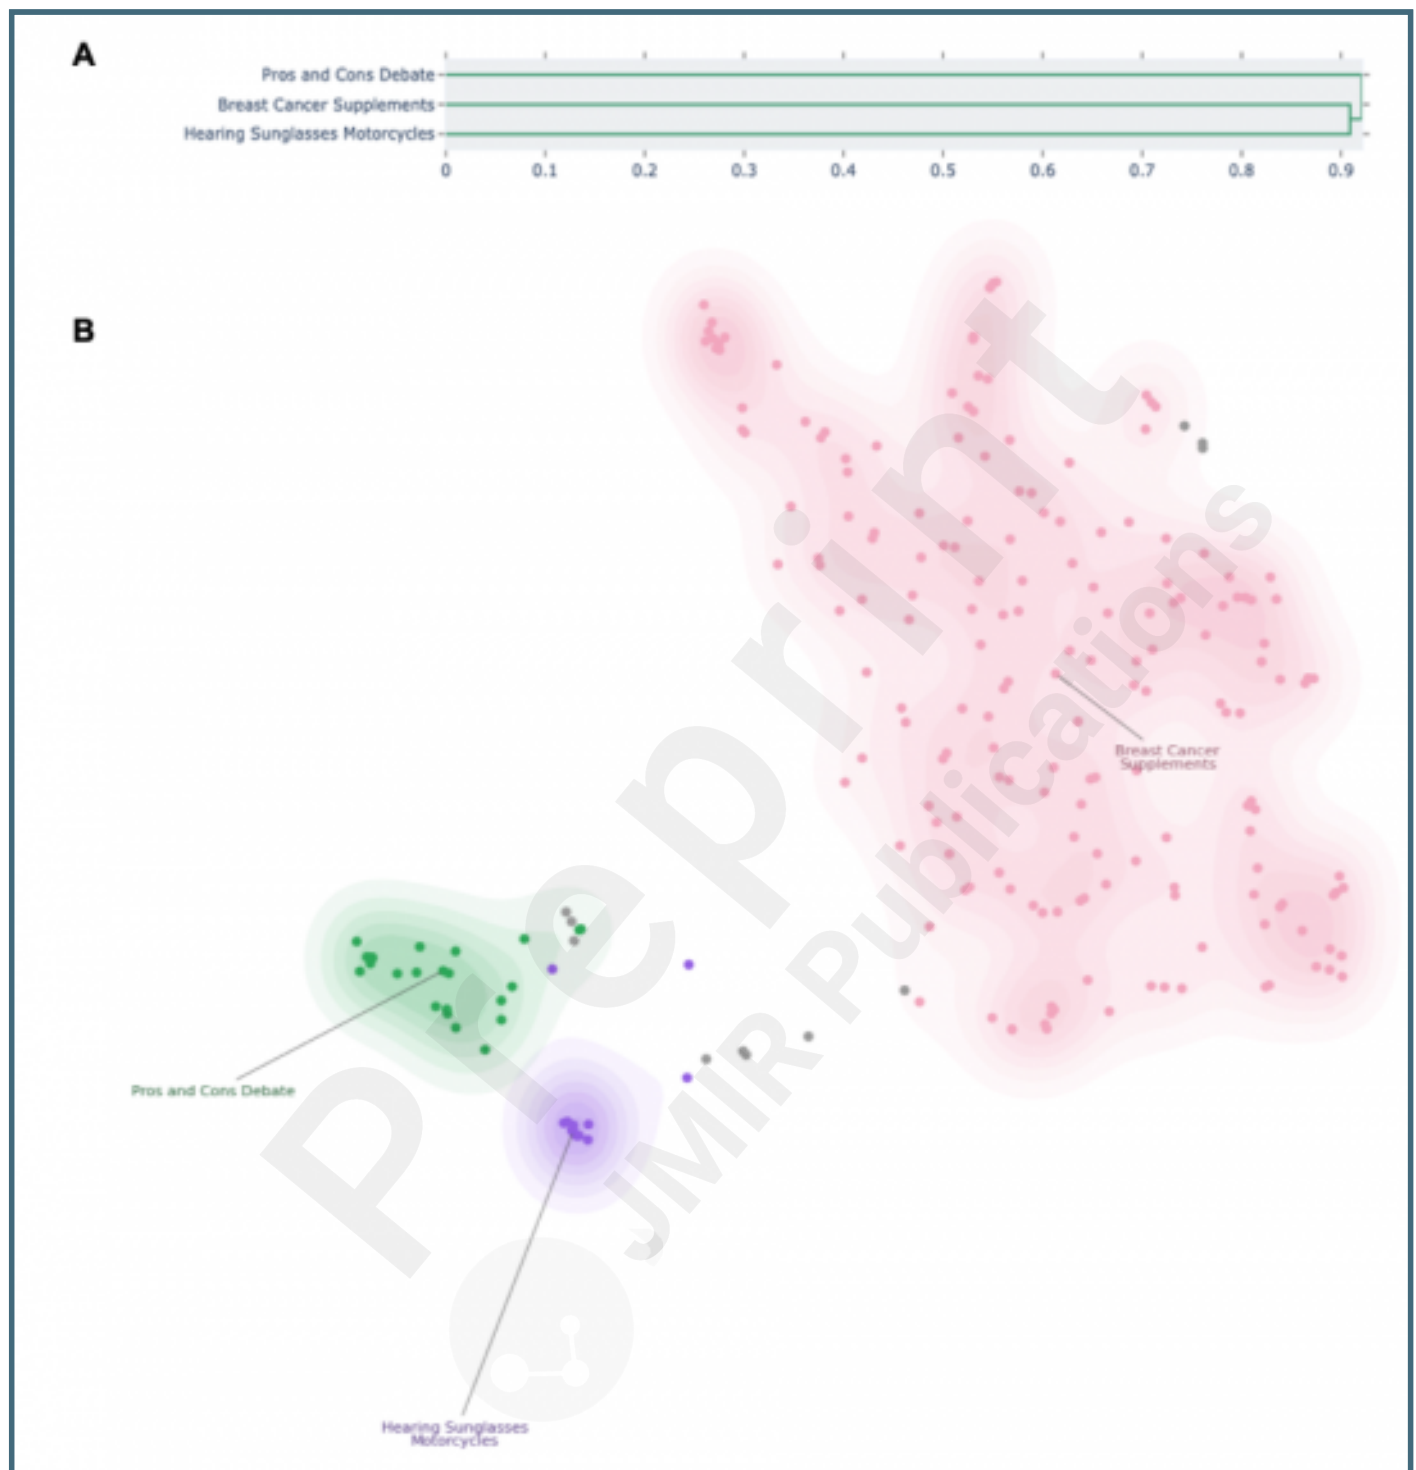 A
Pros and Cons Debate
Breast Cancer Supplements
Hearing Sunglasses Motorcycles
0 0.1 0.2 0.3 0.4 0.5 0.6 0.7 0.8 0.9
B
Breast Cancer
Supplements
Pros and Cons Debate
Hearing Sunglasses
Motorcycles
Preprint
JMIR Publications